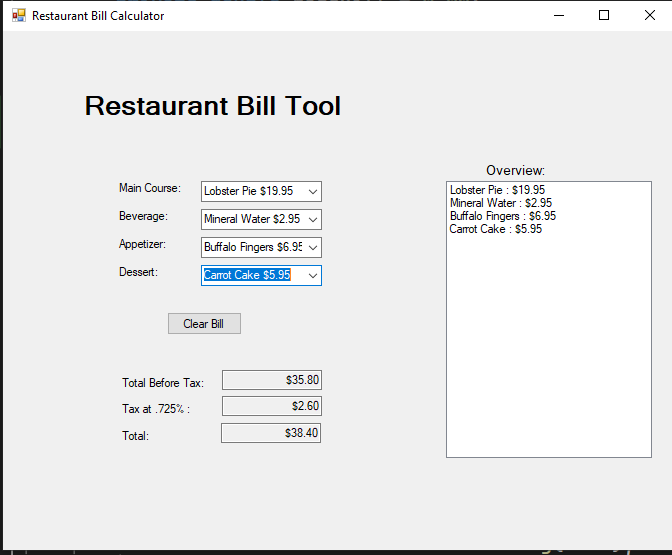 Restaurant Bill Calculator
Restaurant Bill Tool
Overview:
Main Course: Lobster Pie $19.95
Beverage: Mineral Water $2.95
Appetizer: Buffalo Fingers $6.95
Dessert: Carrot Cake $5.95
Lobster Pie : $19.95
Mineral Water : $2.95
Buffalo Fingers : $6.95
Carrot Cake : $5.95
Clear Bill
Total Before Tax: $35.80
Tax at .725% : $2.60
Total: $38.40